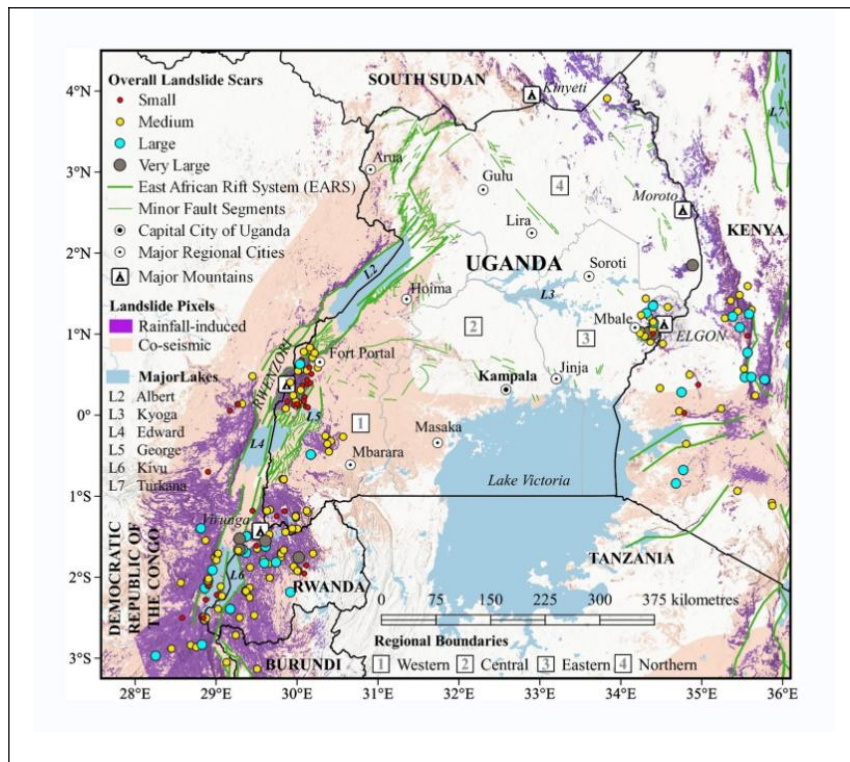 Overall Landslide Scars
Small
Medium
Large
Very Large
East African Rift System (EARS)
Minor Fault Segments
Capital City of Uganda
Major Regional Cities
Major Mountains
Landslide Pixels
Rainfall-induced
Co-seismic
MajorLakes
L2 Albert
L3 Kyoga
L4 Edward
L5 George
L6 Kivu
L7 Turkana
4°N
3°N
2°N
1°N
0°
1°S
2°S
3°S
SOUTH SUDAN
Kinyeti
L7
Arua
Gulu
4
Moroto
Lira
KENYA
L2
UGANDA
Soroti
Hoima
L3
2
Mbale
3
ELGON
RWENZORI
Fort Portal
Kampala
Jinja
L5
1
Masaka
L4
Mbarara
Lake Victoria
Virunga
DEMOCRATIC
REPUBLIC OF
THE CONGO
TANZANIA
L6
RWANDA
0 75 150 225 300 375 kilometres
Regional Boundaries
1 Western 2 Central 3 Eastern 4 Northern
BURUNDI
28°E 29°E 30°E 31°E 32°E 33°E 34°E 35°E 36°E